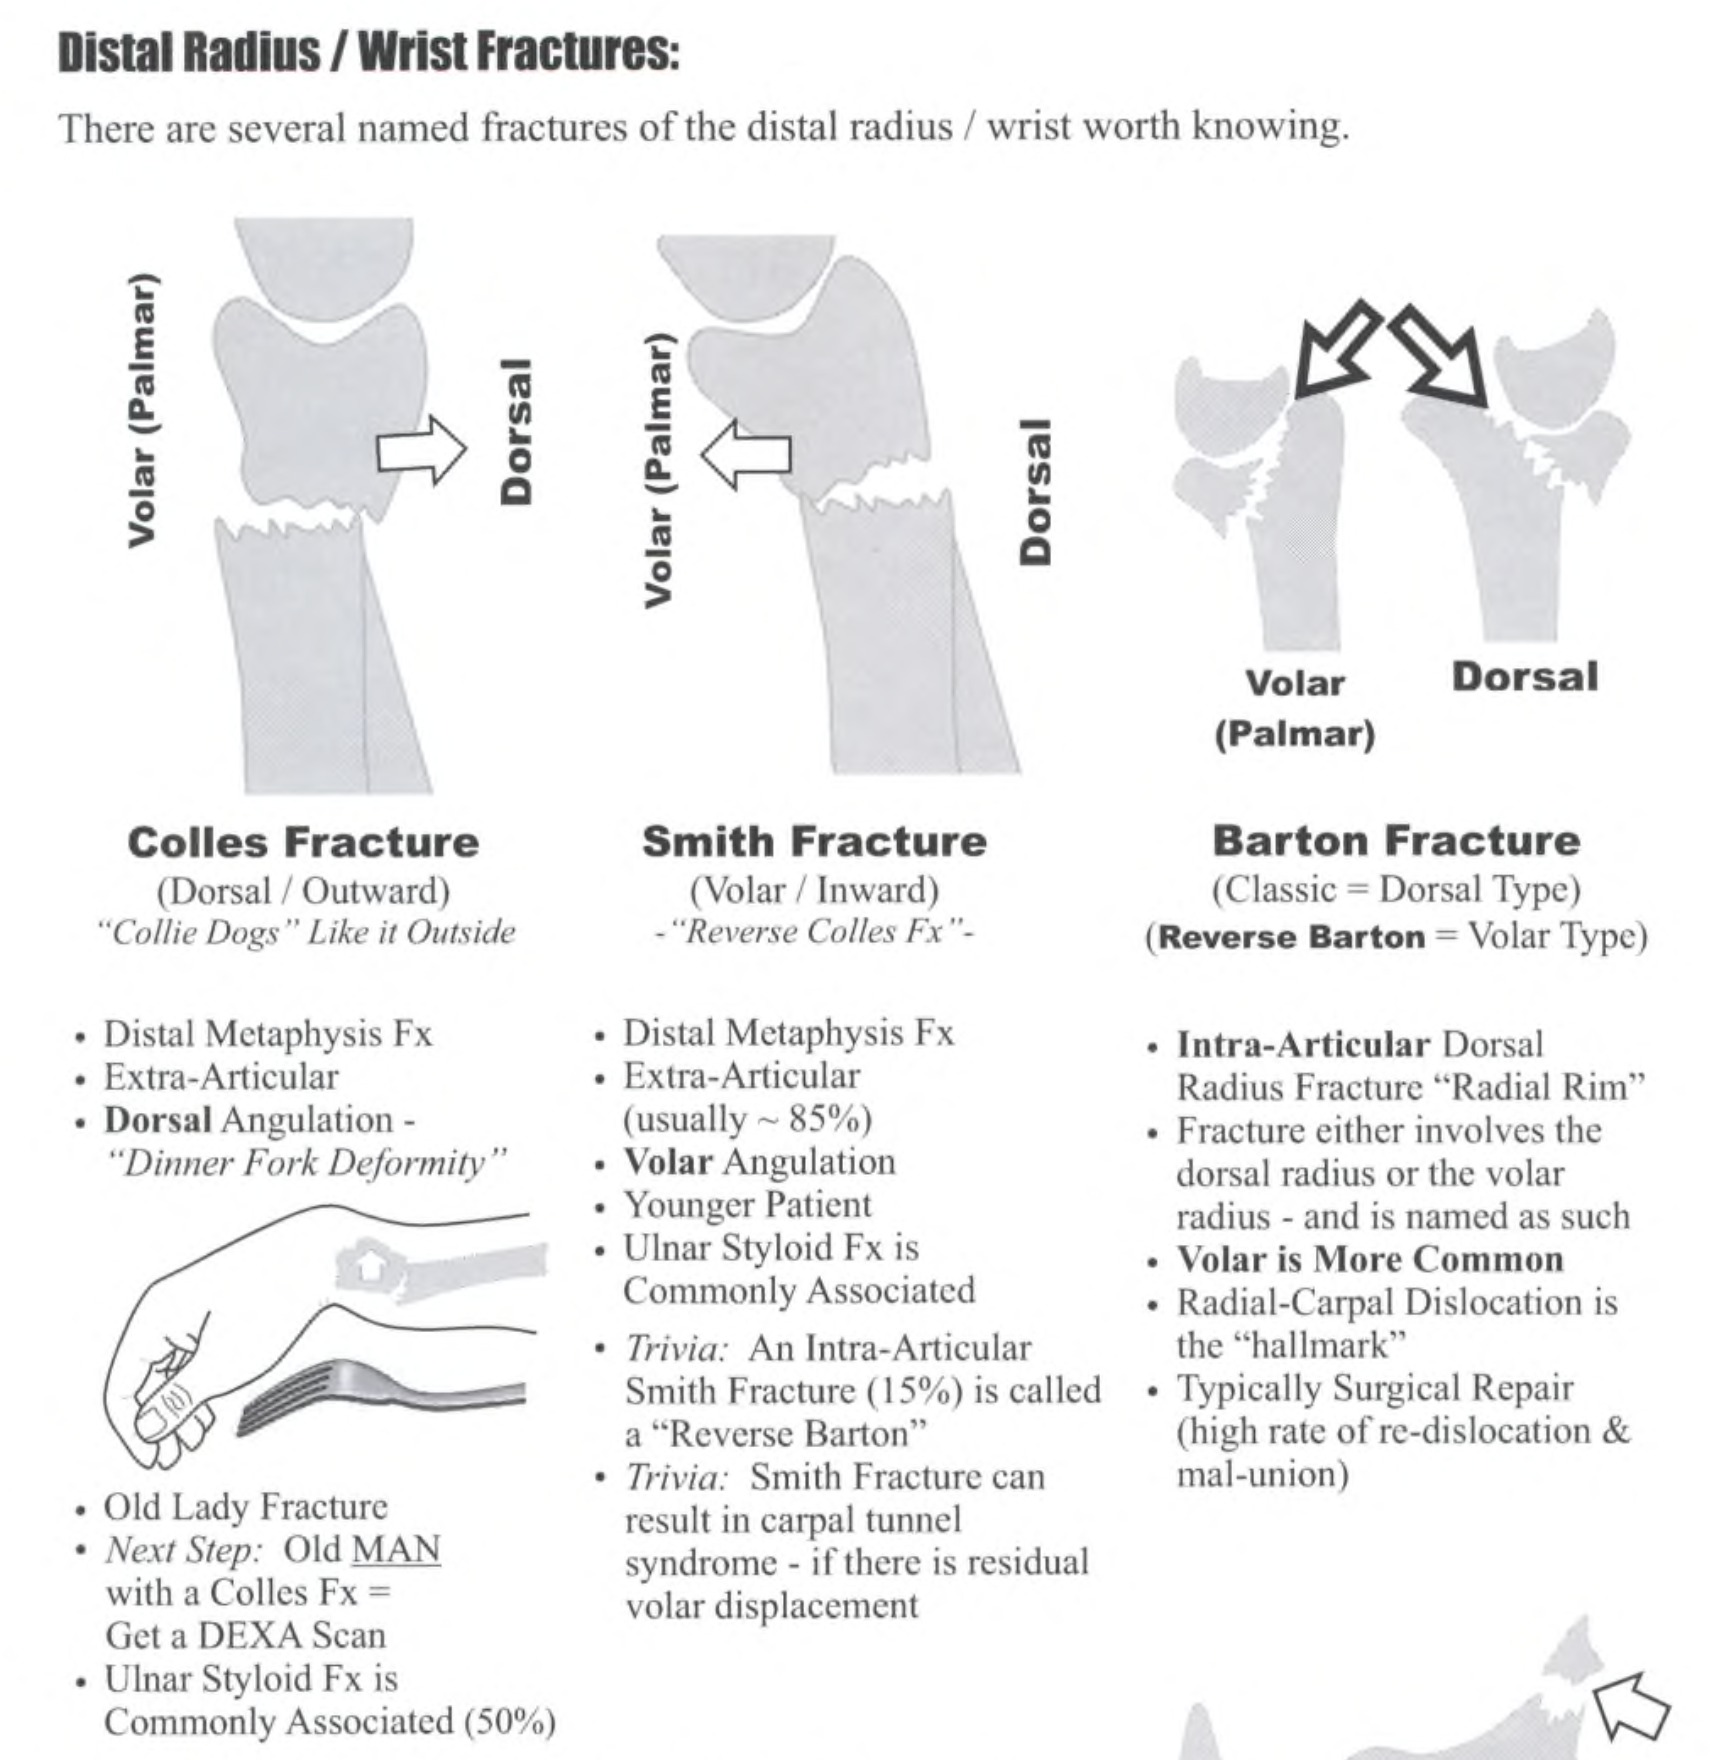 Distal Radius / Wrist Fractures:
There are several named fractures of the distal radius / wrist worth knowing.
Volar (Palmar)
Dorsal
Volar (Palmar)
Dorsal
Volar
(Palmar)
Dorsal
Colles Fracture
(Dorsal / Outward)
"Collie Dogs" Like it Outside
• Distal Metaphysis Fx
• Extra-Articular
• Dorsal Angulation -
"Dinner Fork Deformity"
• Old Lady Fracture
• Next Step: Old MAN
with a Colles Fx =
Get a DEXA Scan
• Ulnar Styloid Fx is
Commonly Associated (50%)
Smith Fracture
(Volar / Inward)
-"Reverse Colles Fx"-
• Distal Metaphysis Fx
• Extra-Articular
(usually ~ 85%)
• Volar Angulation
• Younger Patient
• Ulnar Styloid Fx is
Commonly Associated
• Trivia: An Intra-Articular
Smith Fracture (15%) is called
a "Reverse Barton"
• Trivia: Smith Fracture can
result in carpal tunnel
syndrome - if there is residual
volar displacement
Barton Fracture
(Classic = Dorsal Type)
(Reverse Barton = Volar Type)
• Intra-Articular Dorsal
Radius Fracture "Radial Rim"
• Fracture either involves the
dorsal radius or the volar
radius - and is named as such
• Volar is More Common
• Radial-Carpal Dislocation is
the "hallmark"
• Typically Surgical Repair
(high rate of re-dislocation &
mal-union)